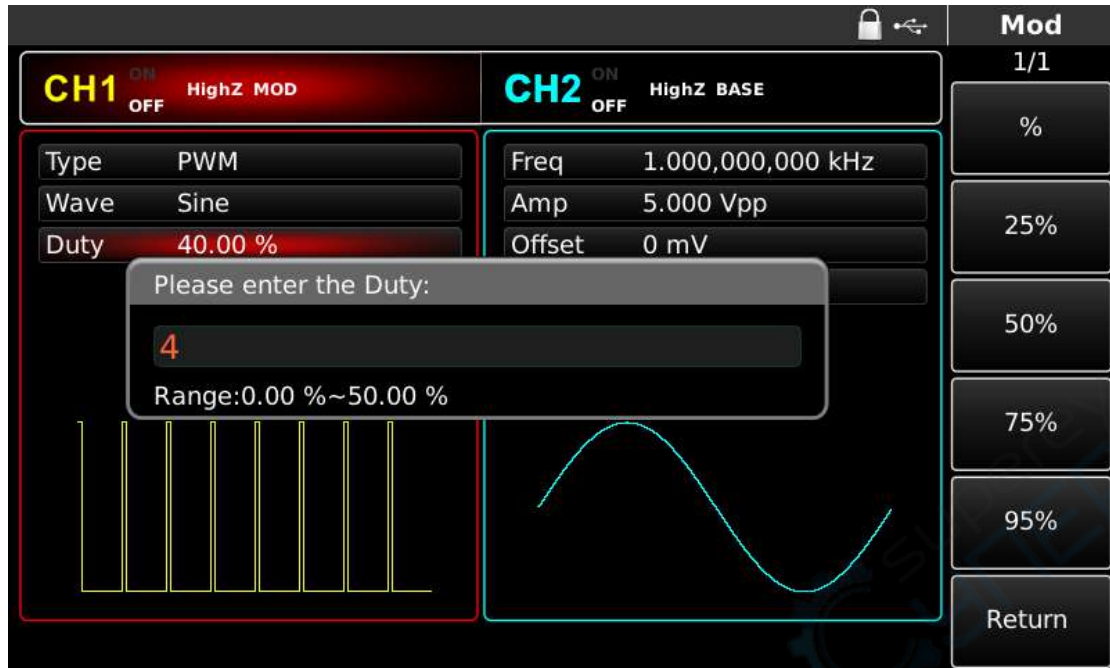 Mod
1/1
CH1 ON OFF HighZ MOD
CH2 ON OFF HighZ BASE
Type PWM
Wave Sine
Duty 40.00 %
Freq 1.000,000,000 kHz
Amp 5.000 Vpp
Offset 0 mV
Please enter the Duty:
4
Range:0.00 %~50.00 %
%
25%
50%
75%
95%
Return